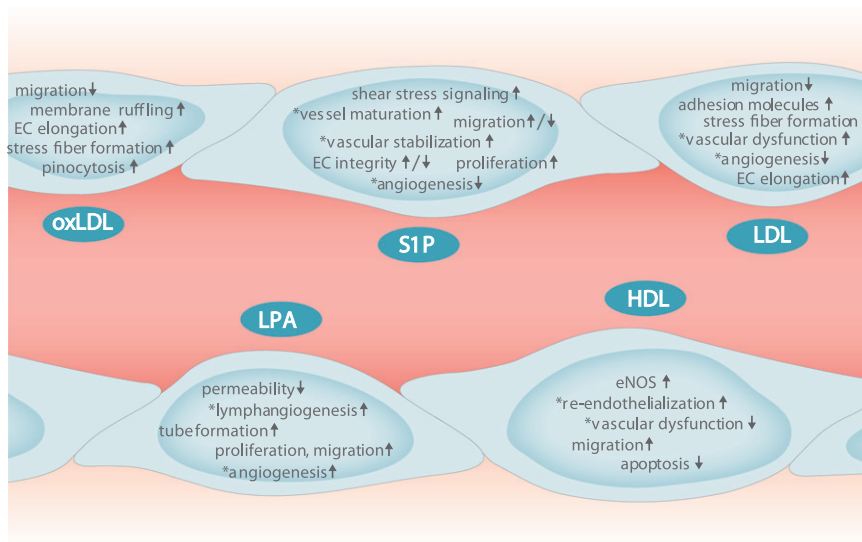 migration↓
membrane ruffling↑
EC elongation↑
stress fiber formation↑
pinocytosis↑
oxLDL
shear stress signaling↑
*vessel maturation↑
migration↑/↓
*vascular stabilization↑
EC integrity↑/↓
proliferation↑
*angiogenesis↓
S1P
migration↓
adhesion molecules↑
stress fiber formation
*vascular dysfunction↑
*angiogenesis↓
EC elongation↑
LDL
LPA
permeability↓
*lymphangiogenesis↑
tube formation↑
proliferation, migration↑
*angiogenesis↑
HDL
eNOS↑
*re-endothelialization↑
*vascular dysfunction↓
migration↑
apoptosis↓